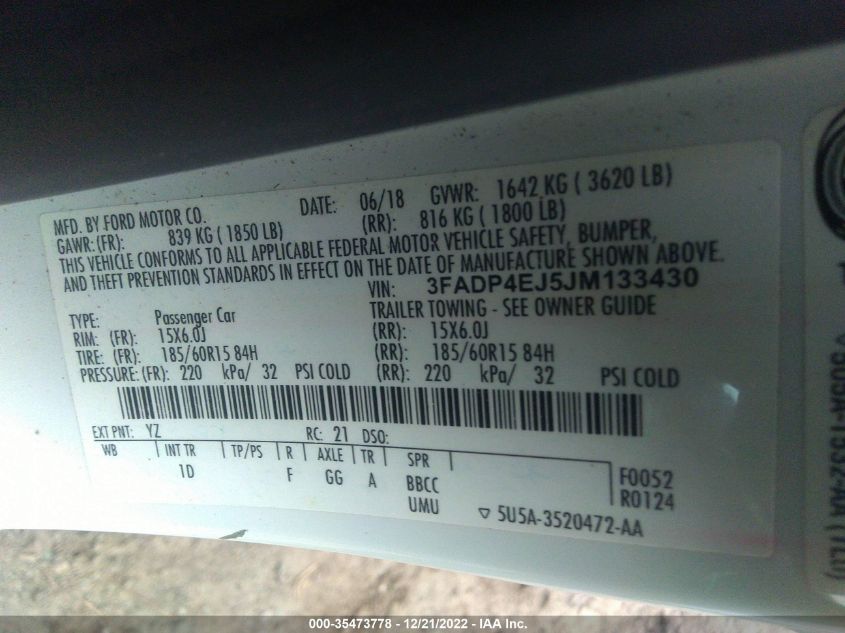 MFD. BY FORD MOTOR CO. DATE: 06/18 GVWR: 1642 KG ( 3620 LB)
GAWR: (FR): 839 KG ( 1850 LB) (RR): 816 KG ( 1800 LB)
THIS VEHICLE CONFORMS TO ALL APPLICABLE FEDERAL MOTOR VEHICLE SAFETY, BUMPER,
AND THEFT PREVENTION STANDARDS IN EFFECT ON THE DATE OF MANUFACTURE SHOWN ABOVE.
VIN: 3FADP4EJ5JM133430
TYPE: Passenger Car TRAILER TOWING - SEE OWNER GUIDE
RIM: (FR): 15X6.0J (RR): 15X6.0J
TIRE: (FR): 185/60R15 84H (RR): 185/60R15 84H
PRESSURE: (FR): 220 kPa/ 32 PSI COLD (RR): 220 kPa/ 32 PSI COLD
EXT PNT: YZ RC: 21 DSO:
WB INT TR TP/PS R AXLE TR SPR
1D F GG A BBCC F0052
UMU R0124
▽ 5U5A-3520472-AA
000-35473778 - 12/21/2022 - IAA Inc.